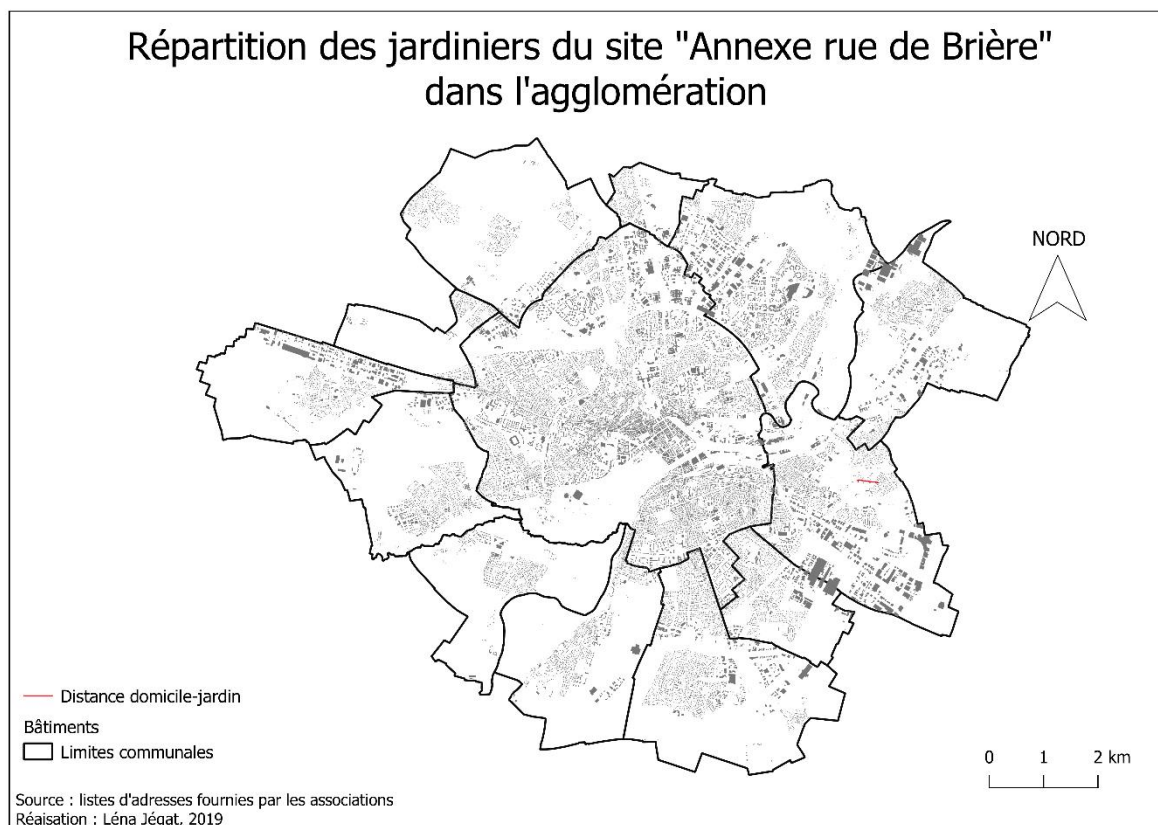 Répartition des jardiniers du site "Annexe rue de Brière"
dans l'agglomération
NORD
Distance domicile-jardin
Bâtiments
Limites communales
0 1 2 km
Source : listes d'adresses fournies par les associations
Réaisation : Léna Jégat, 2019